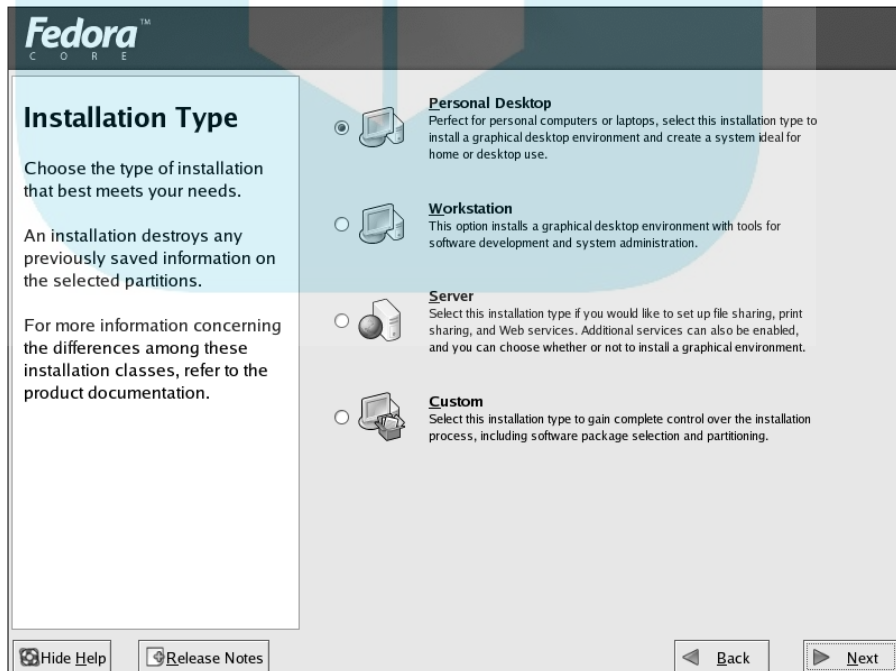 Fedora™
CORE
Installation Type
Choose the type of installation
that best meets your needs.
An installation destroys any
previously saved information on
the selected partitions.
For more information concerning
the differences among these
installation classes, refer to the
product documentation.
Personal Desktop
Perfect for personal computers or laptops, select this installation type to
install a graphical desktop environment and create a system ideal for
home or desktop use.
Workstation
This option installs a graphical desktop environment with tools for
software development and system administration.
Server
Select this installation type if you would like to set up file sharing, print
sharing, and Web services. Additional services can also be enabled,
and you can choose whether or not to install a graphical environment.
Custom
Select this installation type to gain complete control over the installation
process, including software package selection and partitioning.
Hide Help
Release Notes
Back
Next